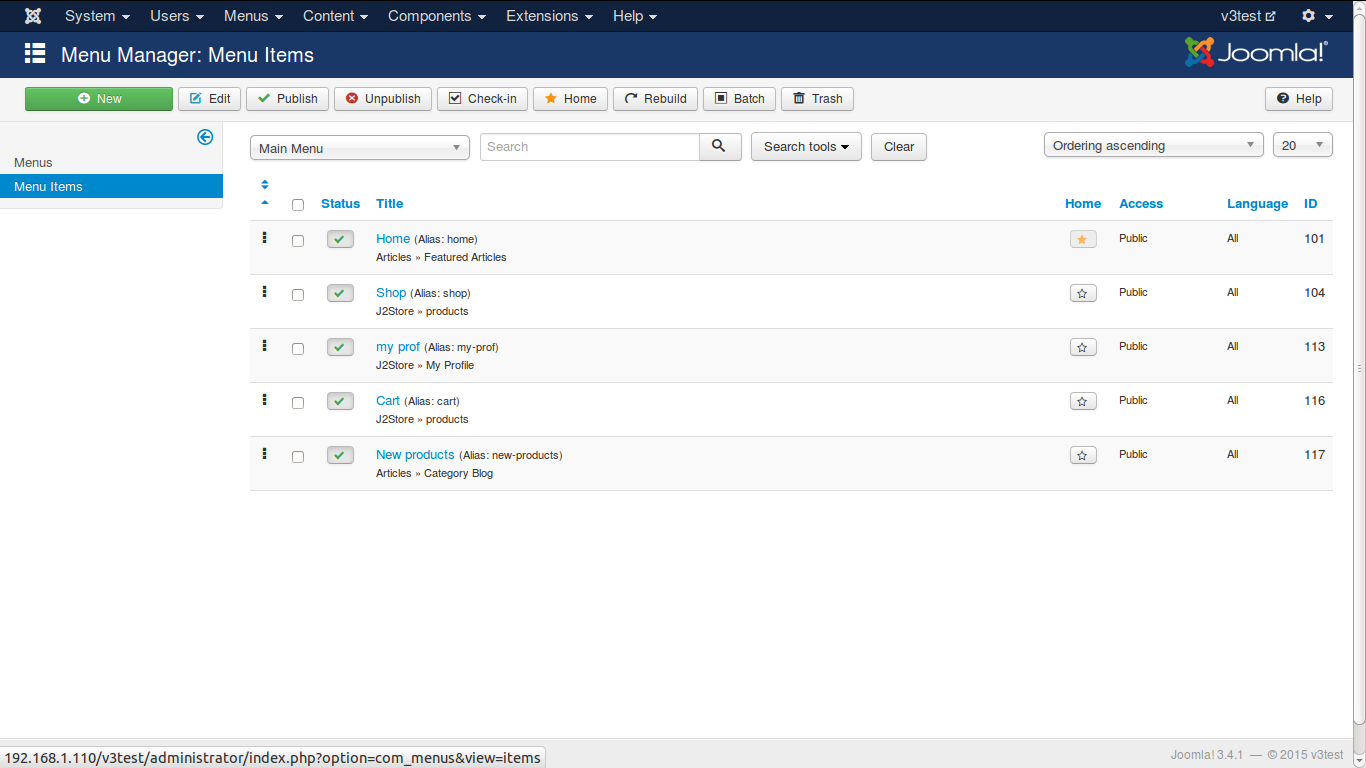 System Users Menus Content Components Extensions Help v3test
Menu Manager: Menu Items Joomla!®
New Edit Publish Unpublish Check-in Home Rebuild Batch Trash Help
Main Menu Search Search tools Clear Ordering ascending 20
Menus
Menu Items
Status Title Home Access Language ID
Home (Alias: home) Public All 101
Articles » Featured Articles
Shop (Alias: shop) Public All 104
J2Store » products
my prof (Alias: my-prof) Public All 113
J2Store » My Profile
Cart (Alias: cart) Public All 116
J2Store » products
New products (Alias: new-products) Public All 117
Articles » Category Blog
192.168.1.110/v3test/administrator/index.php?option=com_menus&view=items
Joomla! 3.4.1 — © 2015 v3test